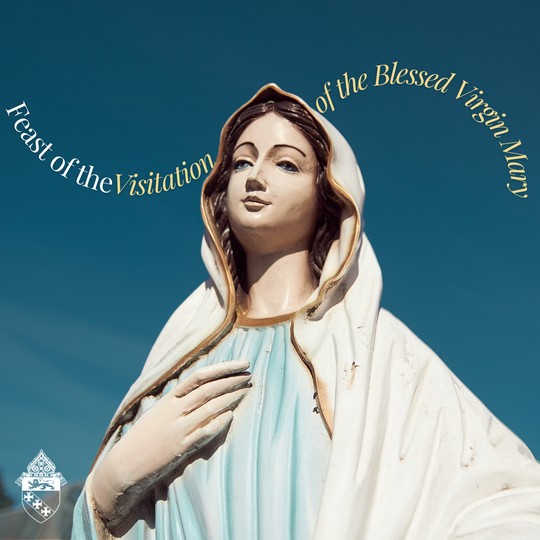 Feast of the Visitation of the Blessed Virgin Mary